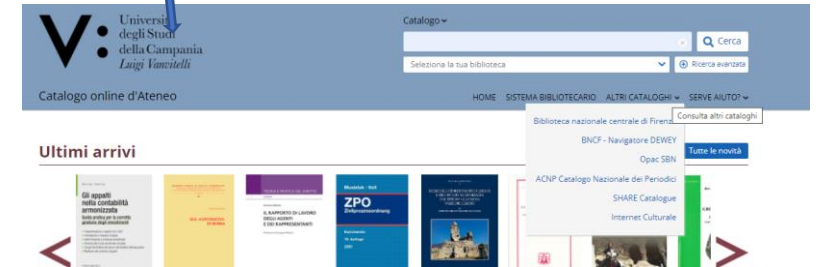 Università
degli Studi
della Campania
Luigi Vanvitelli
Catalogo
Cerca
Seleziona la tua biblioteca
Ricerca avanzata
Catalogo online d'Ateneo
HOME SISTEMA BIBLIOTECARIO ALTRI CATALOGHI SERVE AIUTO?
Consulta altri cataloghi
Biblioteca nazionale centrale di Firenz
BNCF - Navigatore DEWEY
Opac SBN
ACNP Catalogo Nazionale dei Periodici
SHARE Catalogue
Internet Culturale
Ultimi arrivi
Tutte le novità
Gli appalti
nella contabilità
armonizzata
IL RAPPORTO DI LAVORO
DEGLI AGENTI
E DEI RAPPRESENTANTI
Musielak · Voit
ZPO
Zivilprozessordnung